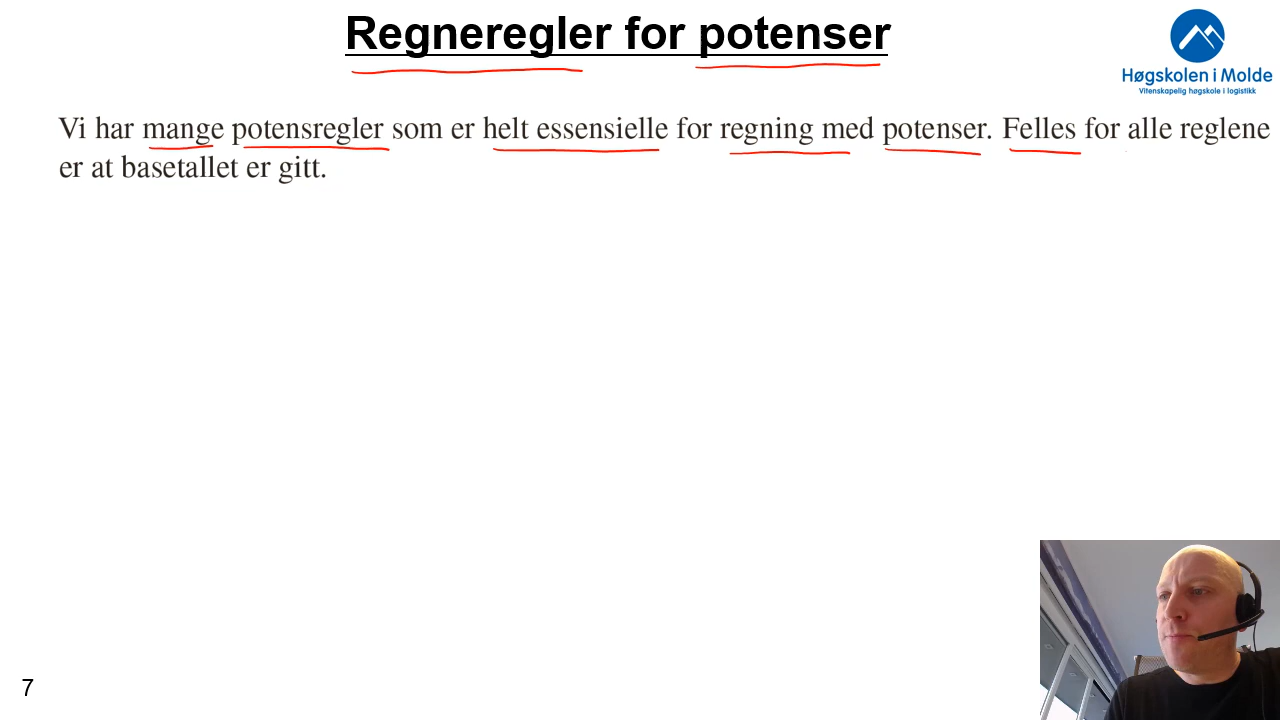 Regneregler for potenser
Høgskolen i Molde
Vitenskapelig høgskole i logistikk
Vi har mange potensregler som er helt essensielle for regning med potenser. Felles for alle reglene
er at basetallet er gitt.
7